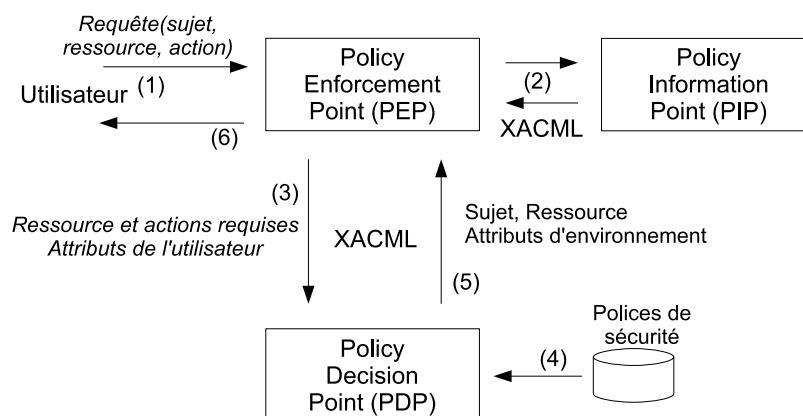 Requête(sujet,
ressource, action)
(1)
Utilisateur
(6)
Policy
Enforcement
Point (PEP)
(2)
XACML
Policy
Information
Point (PIP)
(3)
Ressource et actions requises
Attributs de l'utilisateur
XACML
Sujet, Ressource
Attributs d'environnement
(5)
Policy
Decision
Point (PDP)
(4)
Polices de
sécurité